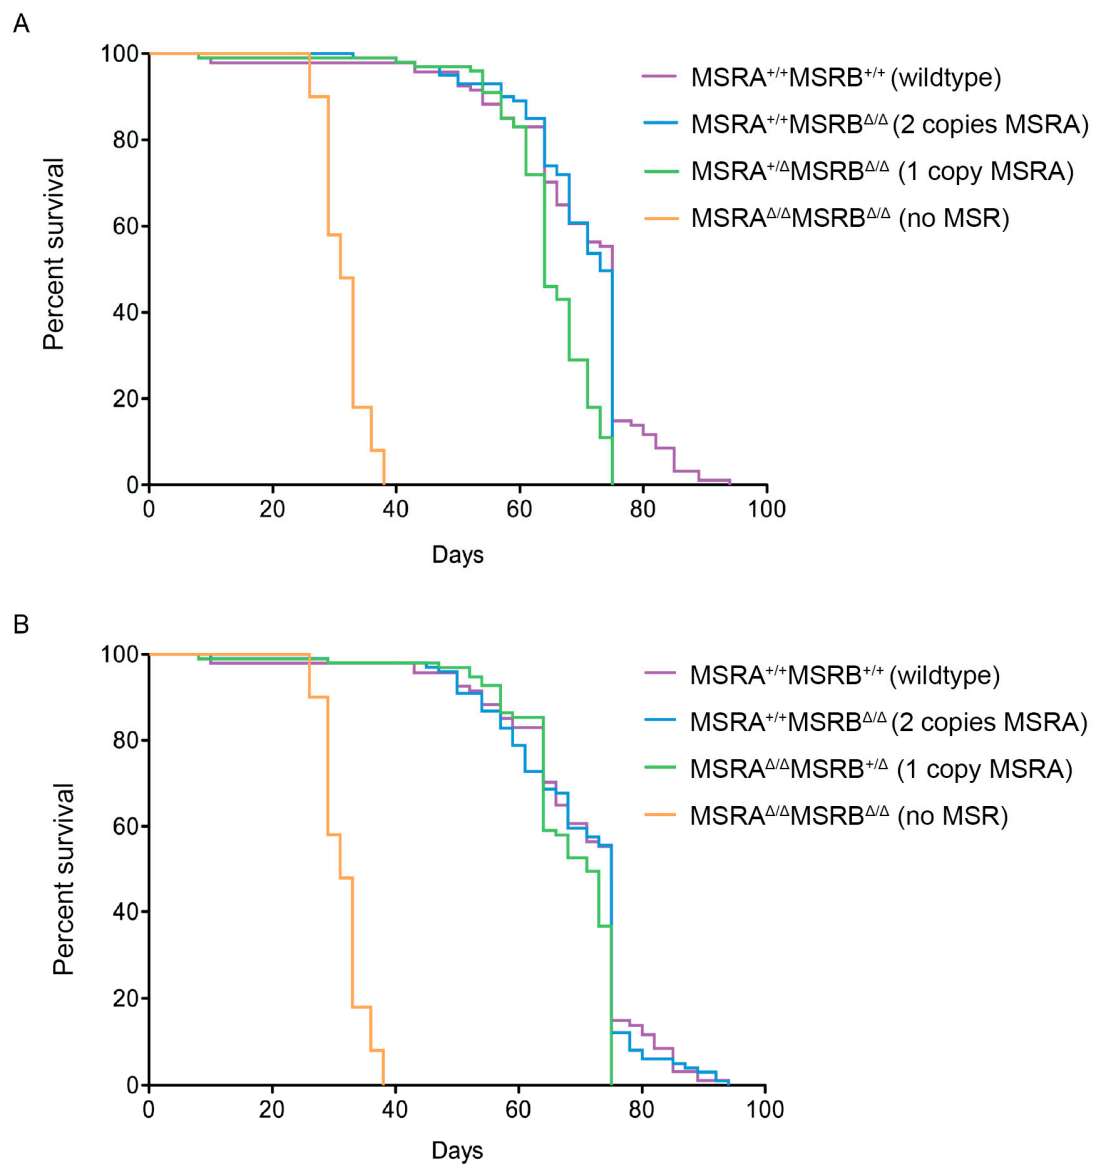 A
100
80
60
40
20
0
Percent survival
0 20 40 60 80 100
Days
MSRA+/+MSRB+/+ (wildtype)
MSRA+/+MSRBΔ/Δ (2 copies MSRA)
MSRA+/ΔMSRBΔ/Δ (1 copy MSRA)
MSRAΔ/ΔMSRBΔ/Δ (no MSR)
B
100
80
60
40
20
0
Percent survival
0 20 40 60 80 100
Days
MSRA+/+MSRB+/+ (wildtype)
MSRA+/+MSRBΔ/Δ (2 copies MSRA)
MSRAΔ/ΔMSRB+/Δ (1 copy MSRA)
MSRAΔ/ΔMSRBΔ/Δ (no MSR)